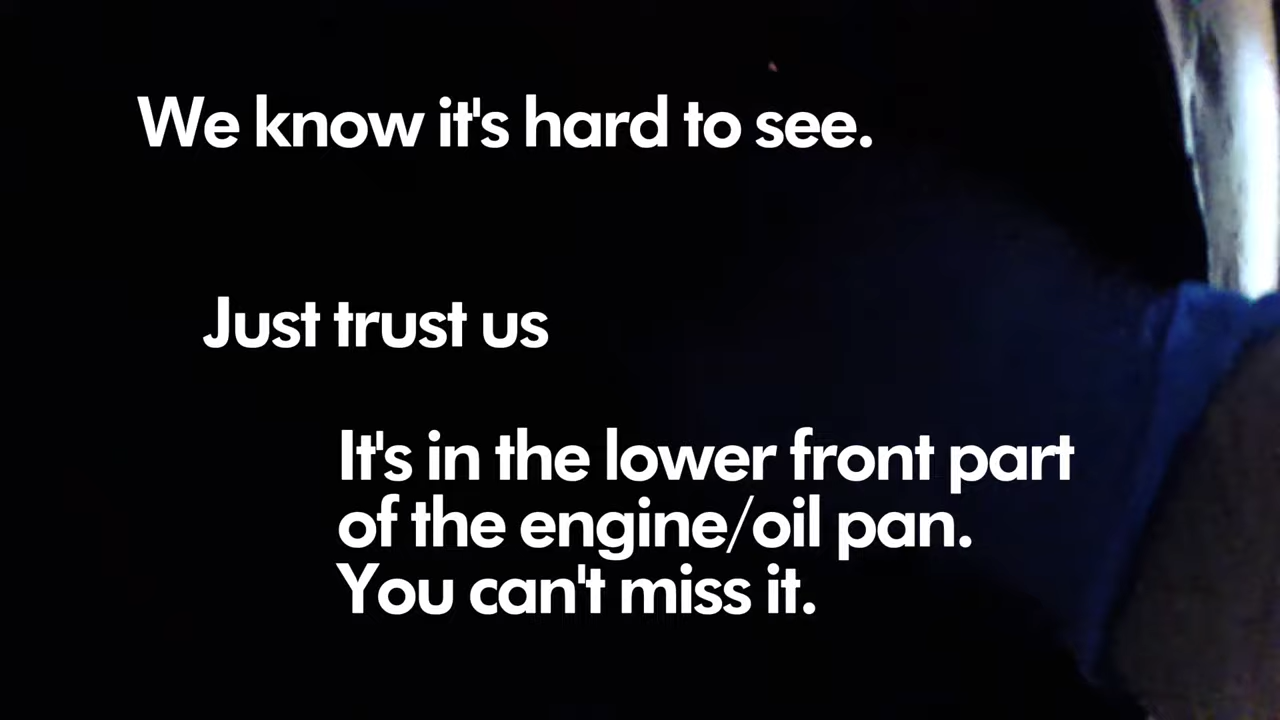 We know it's hard to see.
Just trust us
It's in the lower front part
of the engine/oil pan.
You can't miss it.